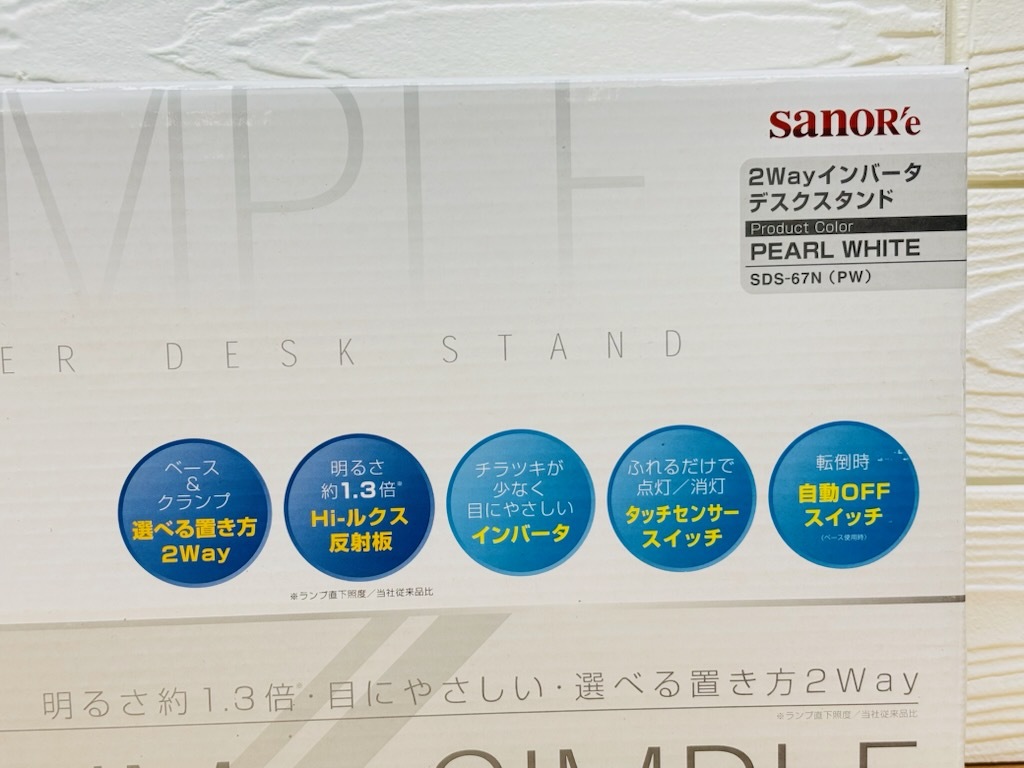 SANOR'e
2Wayインバータ
デスクスタンド
Product Color
PEARL WHITE
SDS-67N（PW）
MPLE
ER DESK STAND
ベース
&
クランプ
選べる置き方
2Way
明るさ
約1.3倍※
Hi-ルクス
反射板
チラツキが
少なく
目にやさしい
インバータ
ふれるだけで
点灯／消灯
タッチセンサー
スイッチ
転倒時
自動OFF
スイッチ
（ベース使用時）
※ランプ直下照度／当社従来品比
明るさ約1.3倍※・目にやさしい・選べる置き方2Way
※ランプ直下照度／当社従来品比
SIMPLE